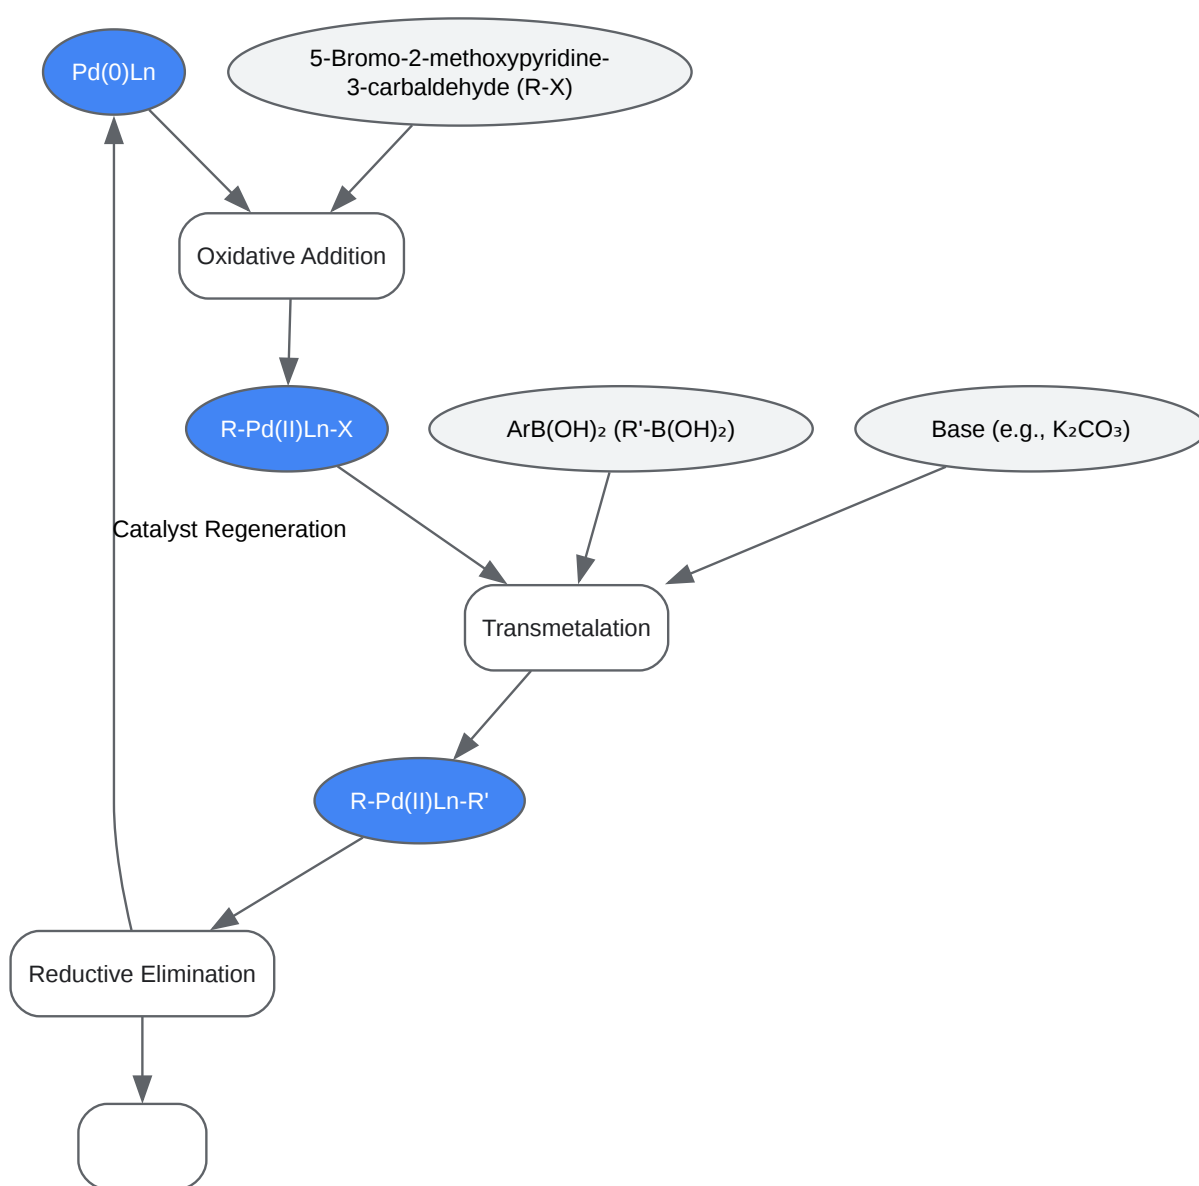 Pd(0)Ln
5-Bromo-2-methoxypyridine-
3-carbaldehyde (R-X)
Oxidative Addition
R-Pd(II)Ln-X
ArB(OH)₂ (R'-B(OH)₂)
Base (e.g., K₂CO₃)
Catalyst Regeneration
Transmetalation
R-Pd(II)Ln-R'
Reductive Elimination